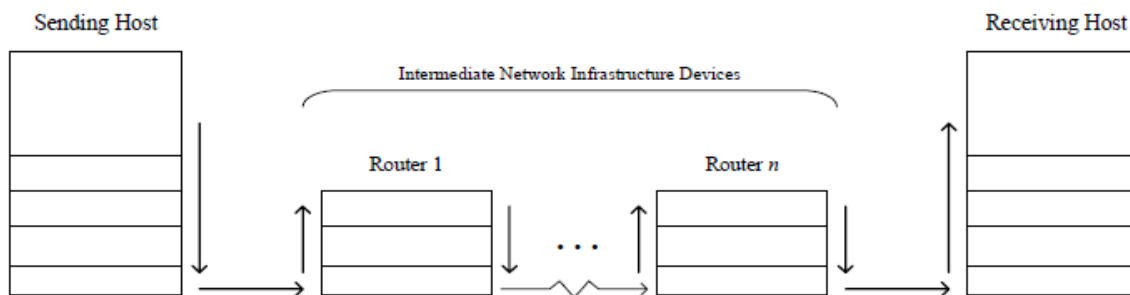 Sending Host
Receiving Host
Intermediate Network Infrastructure Devices
Router 1
Router n
. . .